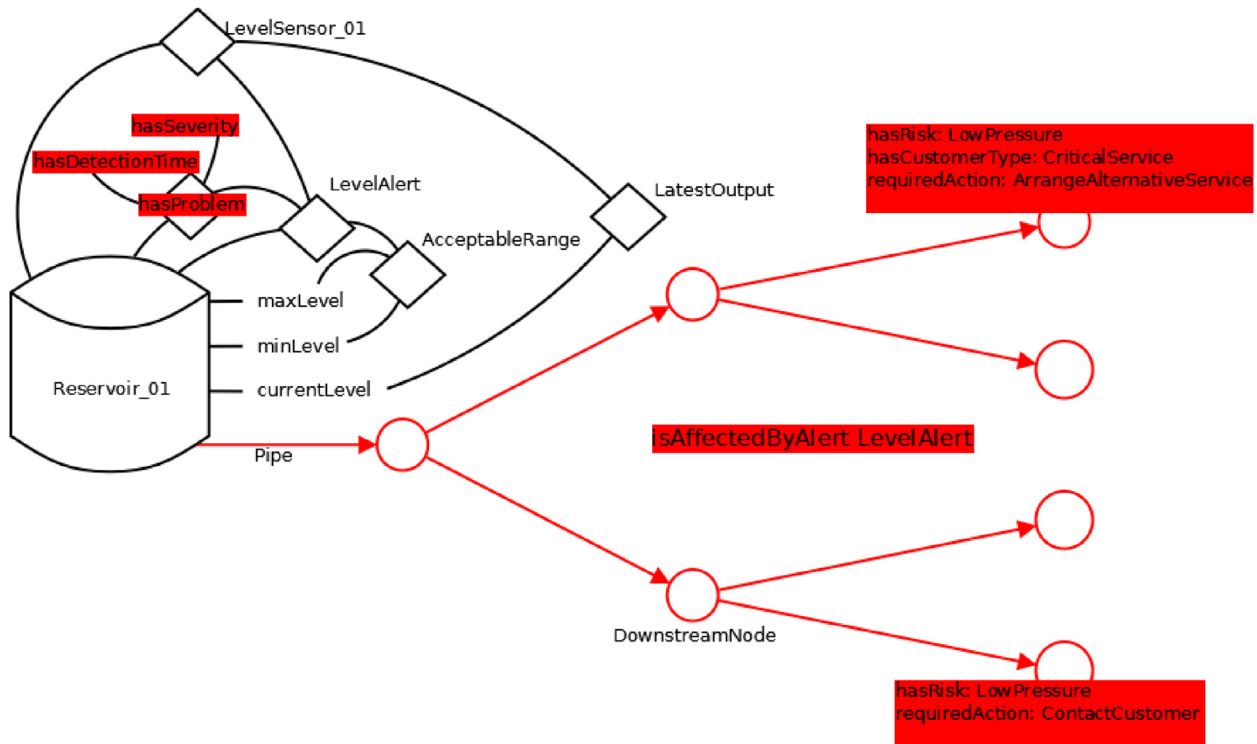 LevelSensor_01
hasSeverity
hasDetectionTime
hasProblem
LevelAlert
LatestOutput
AcceptableRange
maxLevel
minLevel
currentLevel
Reservoir_01
Pipe
hasRisk: LowPressure
hasCustomerType: CriticalService
requiredAction: ArrangeAlternativeService
isAffectedByAlert LevelAlert
DownstreamNode
hasRisk: LowPressure
requiredAction: ContactCustomer